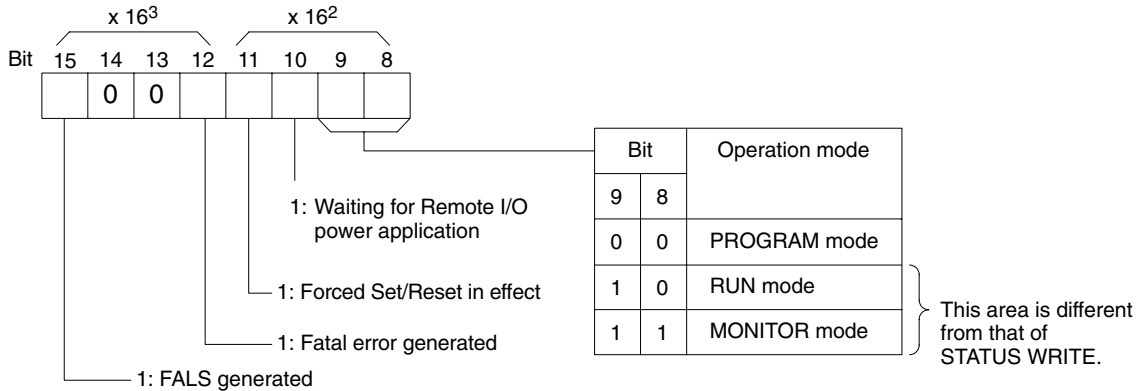 x 16³ x 16²
Bit 15 14 13 12 11 10 9 8
0 0
Bit Operation mode
9 8
0 0 PROGRAM mode
1 0 RUN mode
1 1 MONITOR mode
This area is different
from that of
STATUS WRITE.
1: Waiting for Remote I/O
power application
1: Forced Set/Reset in effect
1: Fatal error generated
1: FALS generated